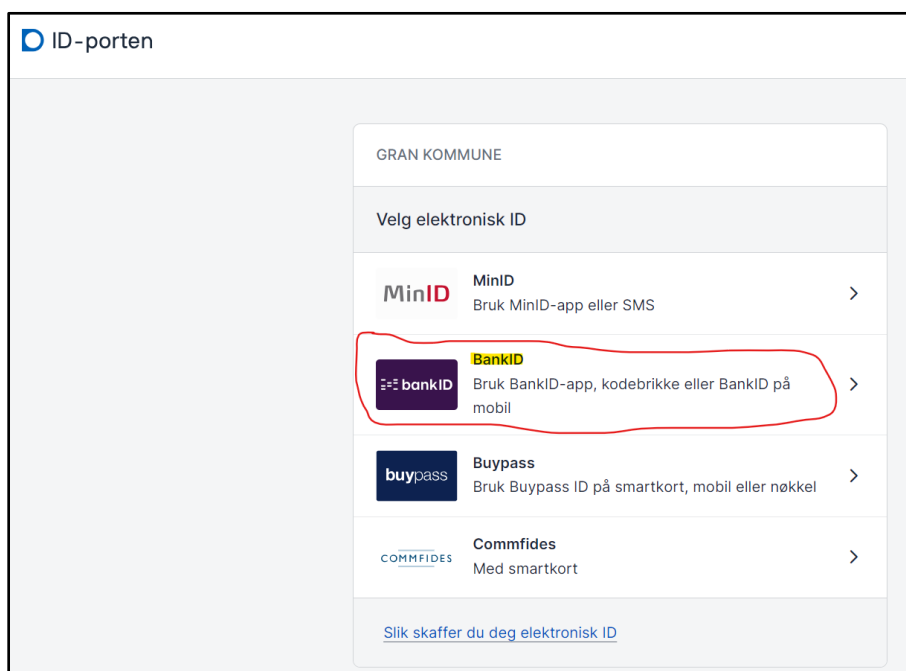 ID-porten
GRAN KOMMUNE
Velg elektronisk ID
MinID
MinID
Bruk MinID-app eller SMS
bankID
BankID
Bruk BankID-app, kodebrikke eller BankID på
mobil
buypass
Buypass
Bruk Buypass ID på smartkort, mobil eller nøkkel
COMMFIDES
Commfides
Med smartkort
Slik skaffer du deg elektronisk ID